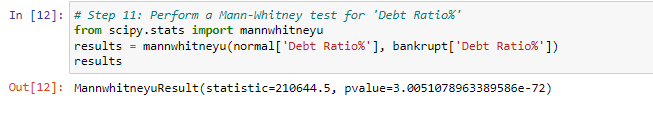 In [12]: # Step 11: Perform a Mann-Whitney test for 'Debt Ratio%'
from scipy.stats import mannwhitneyu
results = mannwhitneyu(normal['Debt Ratio%'], bankrupt['Debt Ratio%'])
results
Out[12]: MannwhitneyuResult(statistic=210644.5, pvalue=3.0051078963389586e-72)